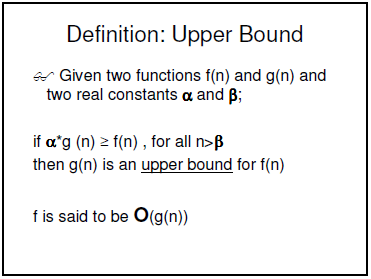 Definition: Upper Bound
Given two functions f(n) and g(n) and
two real constants α and β;
if α*g (n) ≥ f(n) , for all n>β
then g(n) is an upper bound for f(n)
f is said to be O(g(n))